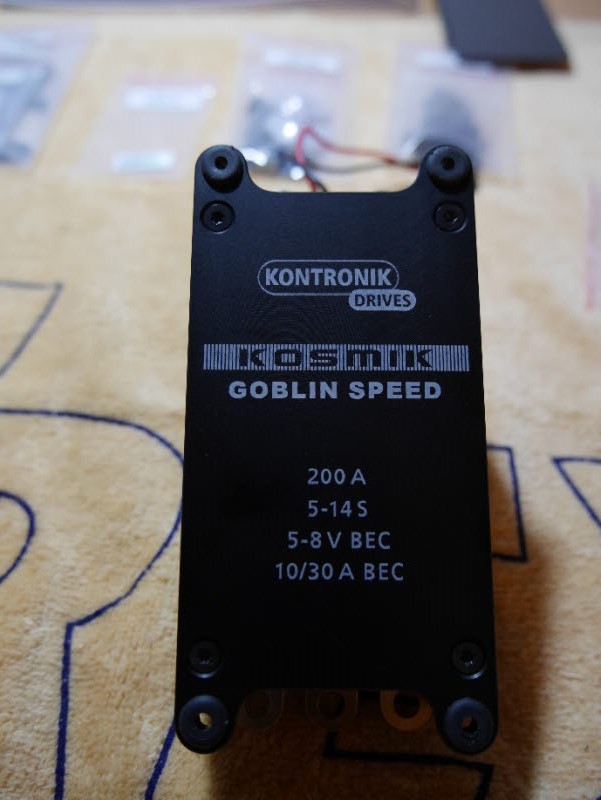 KONTRONIK
DRIVES
KOSMIK
GOBLIN SPEED
200 A
5-14 S
5-8 V BEC
10/30 A BEC